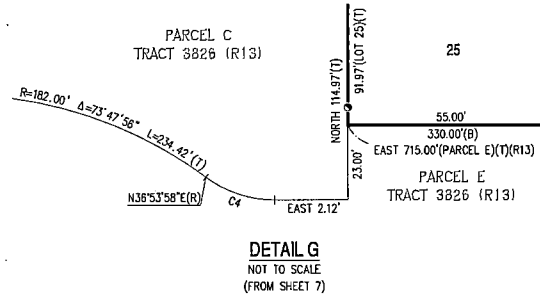 PARCEL C
TRACT 3826 (R13)
NORTH 114.97'(T)
91.97'(LOT 25)(T)
25
R=182.00' Δ=73°47'56" L=234.42'(T)
55.00'
330.00'(B)
EAST 715.00'(PARCEL E)(T)(R13)
23.00'
PARCEL E
TRACT 3826 (R13)
N36°53'58"E(R)
C4
EAST 2.12'
DETAIL G
NOT TO SCALE
(FROM SHEET 7)